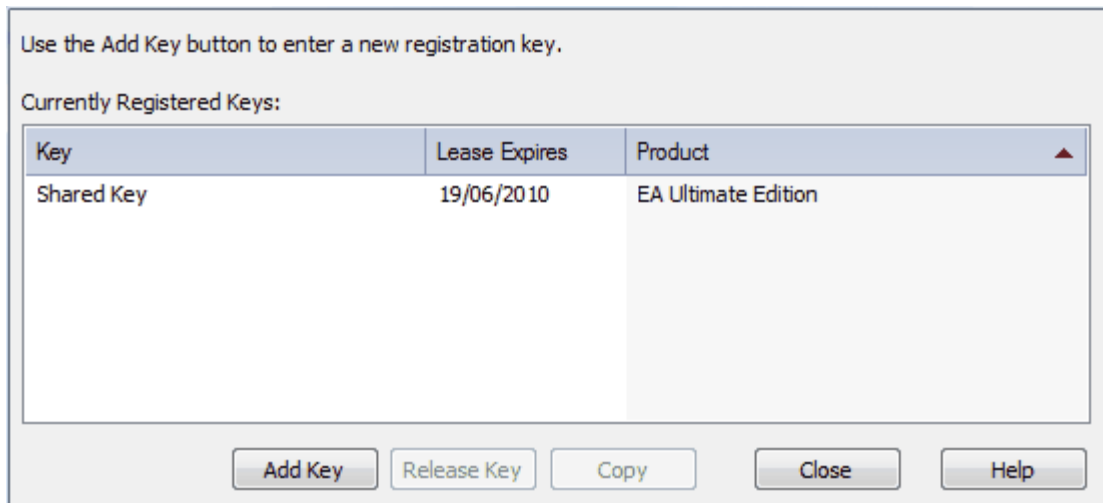 Use the Add Key button to enter a new registration key.
Currently Registered Keys:
Key Lease Expires Product
Shared Key 19/06/2010 EA Ultimate Edition
Add Key Release Key Copy Close Help